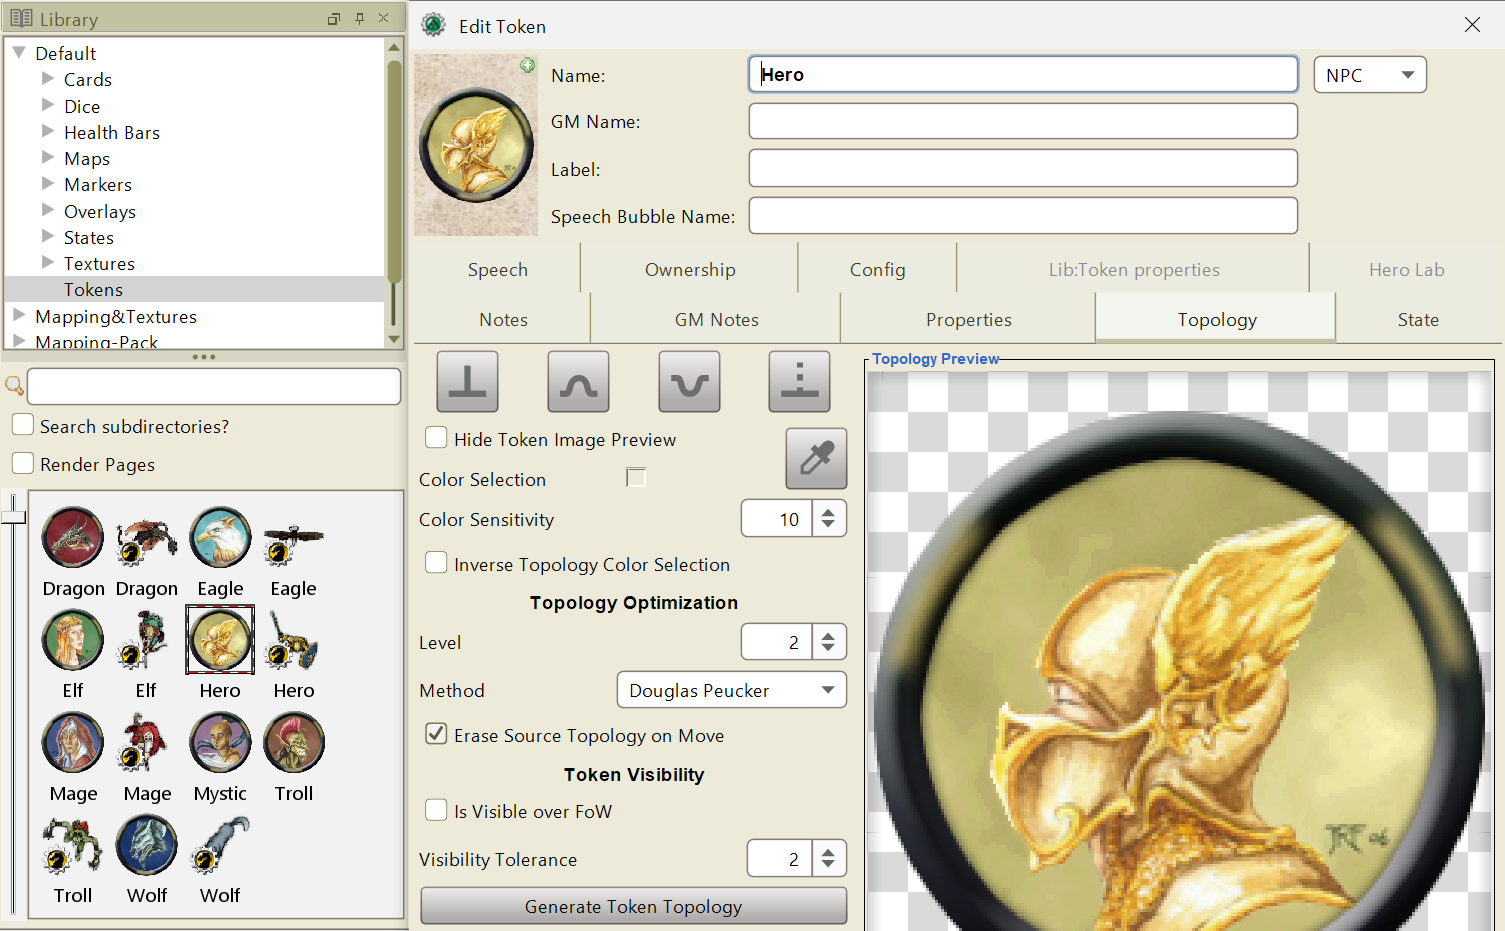 Library
Default
Cards
Dice
Health Bars
Maps
Markers
Overlays
States
Textures
Tokens
Mapping&Textures
Mapping-Pack
Search subdirectories?
Render Pages
Dragon Dragon Eagle Eagle
Elf Elf Hero Hero
Mage Mage Mystic Troll
Troll Wolf Wolf
Edit Token
Name: Hero NPC
GM Name:
Label:
Speech Bubble Name:
Speech Ownership Config Lib:Token properties Hero Lab
Notes GM Notes Properties Topology State
Hide Token Image Preview
Color Selection
Color Sensitivity 10
Inverse Topology Color Selection
Topology Optimization
Level 2
Method Douglas Peucker
Erase Source Topology on Move
Token Visibility
Is Visible over FoW
Visibility Tolerance 2
Generate Token Topology
Topology Preview